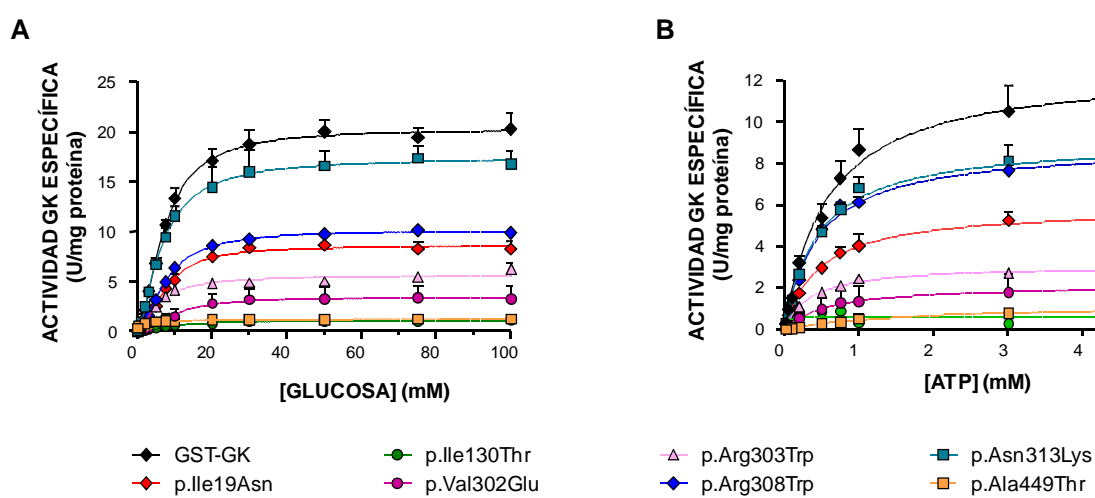 A
ACTIVIDAD GK ESPECÍFICA
(U/mg proteína)
25
20
15
10
5
0
0 20 40 60 80 100
[GLUCOSA] (mM)
B
ACTIVIDAD GK ESPECÍFICA
(U/mg proteína)
12
10
8
6
4
2
0
0 1 2 3 4
[ATP] (mM)
GST-GK p.Ile130Thr p.Arg303Trp p.Asn313Lys
p.Ile19Asn p.Val302Glu p.Arg308Trp p.Ala449Thr